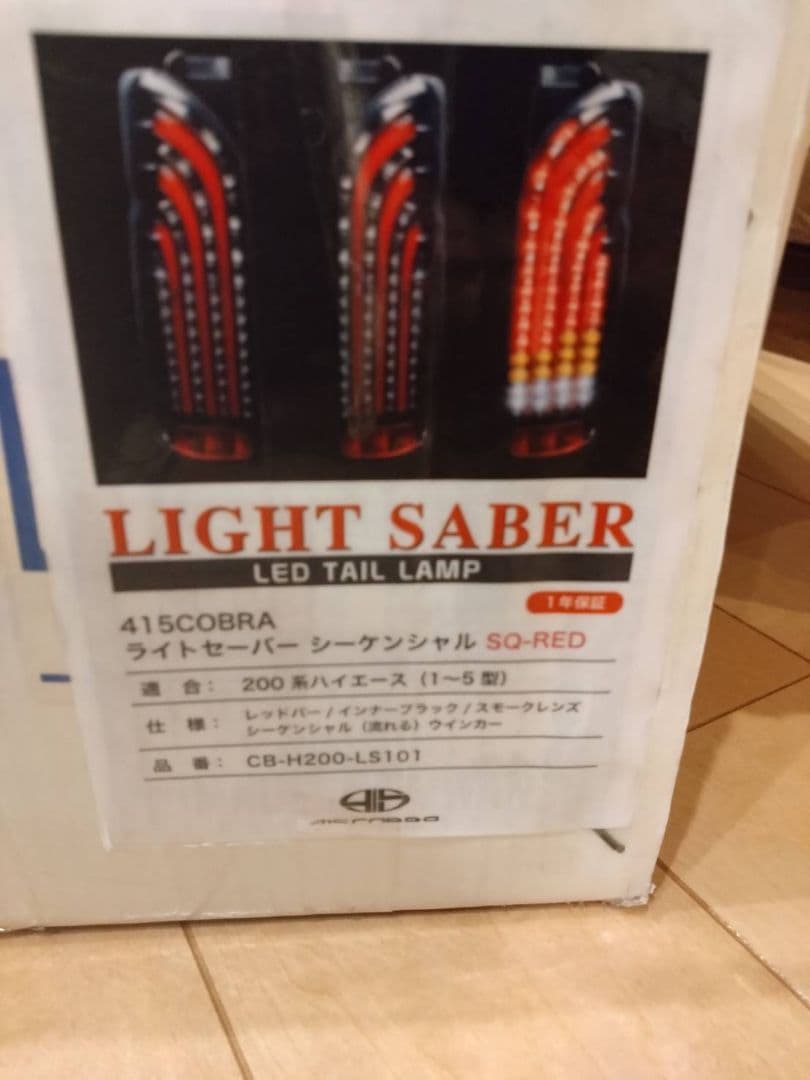 LIGHT SABER
LED TAIL LAMP
1年保証
415COBRA
ライトセーバー シーケンシャル SQ-RED
適 合： 200系ハイエース（1～5型）
仕 様： レッドバー/インナーブラック/スモークレンズ
シーケンシャル（流れる）ウインカー
品 番： CB-H200-LS101